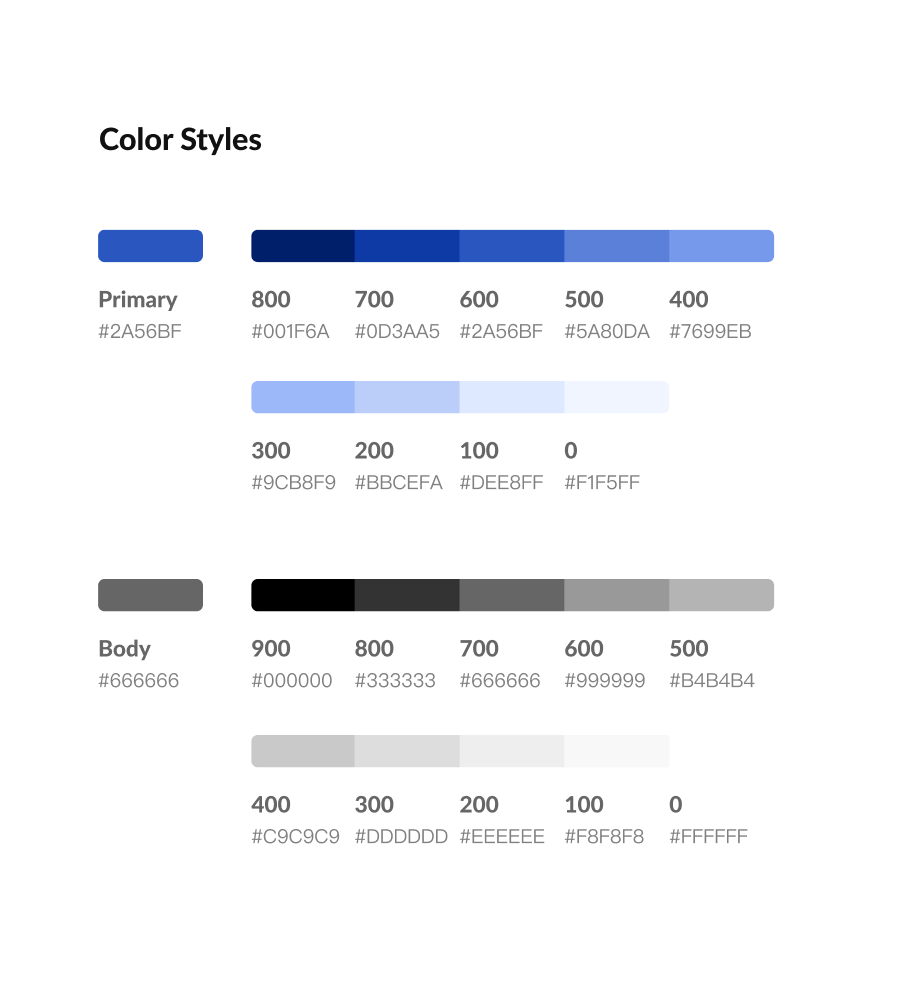 Color Styles
Primary
#2A56BF
800 700 600 500 400
#001F6A #0D3AA5 #2A56BF #5A80DA #7699EB
300 200 100 0
#9CB8F9 #BBCEFA #DEE8FF #F1F5FF
Body
#666666
900 800 700 600 500
#000000 #333333 #666666 #999999 #B4B4B4
400 300 200 100 0
#C9C9C9 #DDDDDD #EEEEEE #F8F8F8 #FFFFFF